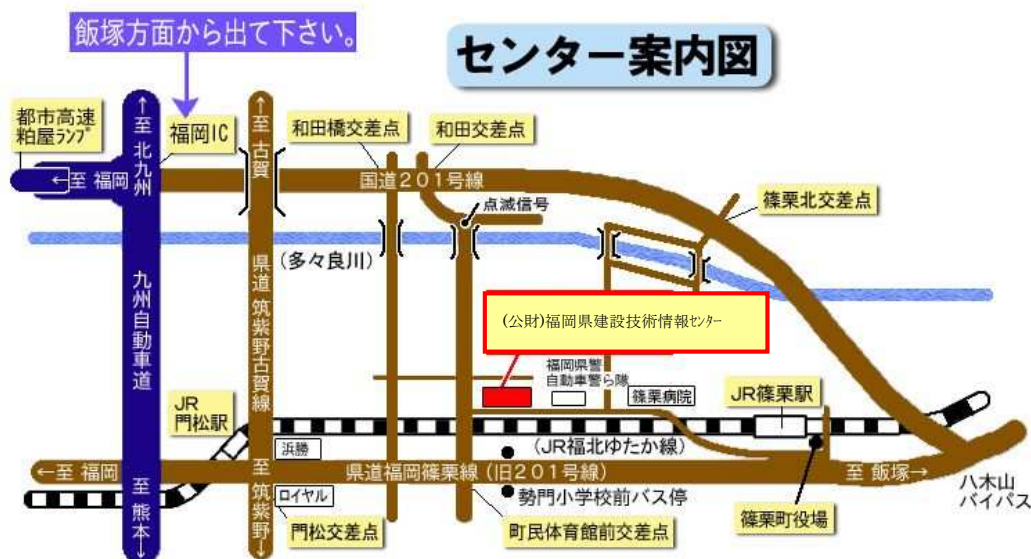 飯塚方面から出て下さい。
センター案内図
都市高速
粕屋ランプ
←至 福岡
←至 北九州
福岡IC
←至 古賀
和田橋交差点
和田交差点
国道201号線
点滅信号
篠栗北交差点
(多々良川)
九州自動車道
県道 筑紫野古賀線
(公財)福岡県建設技術情報センター
福岡県警
自動車警ら隊
篠栗病院
JR篠栗駅
JR
門松駅
浜勝
(JR福北ゆたか線)
←至 福岡
県道福岡篠栗線 (旧201号線)
至 飯塚→
八木山
バイパス
至 熊本→
至 筑紫野→
ロイヤル
門松交差点
勢門小学校前バス停
町民体育館前交差点
篠栗町役場